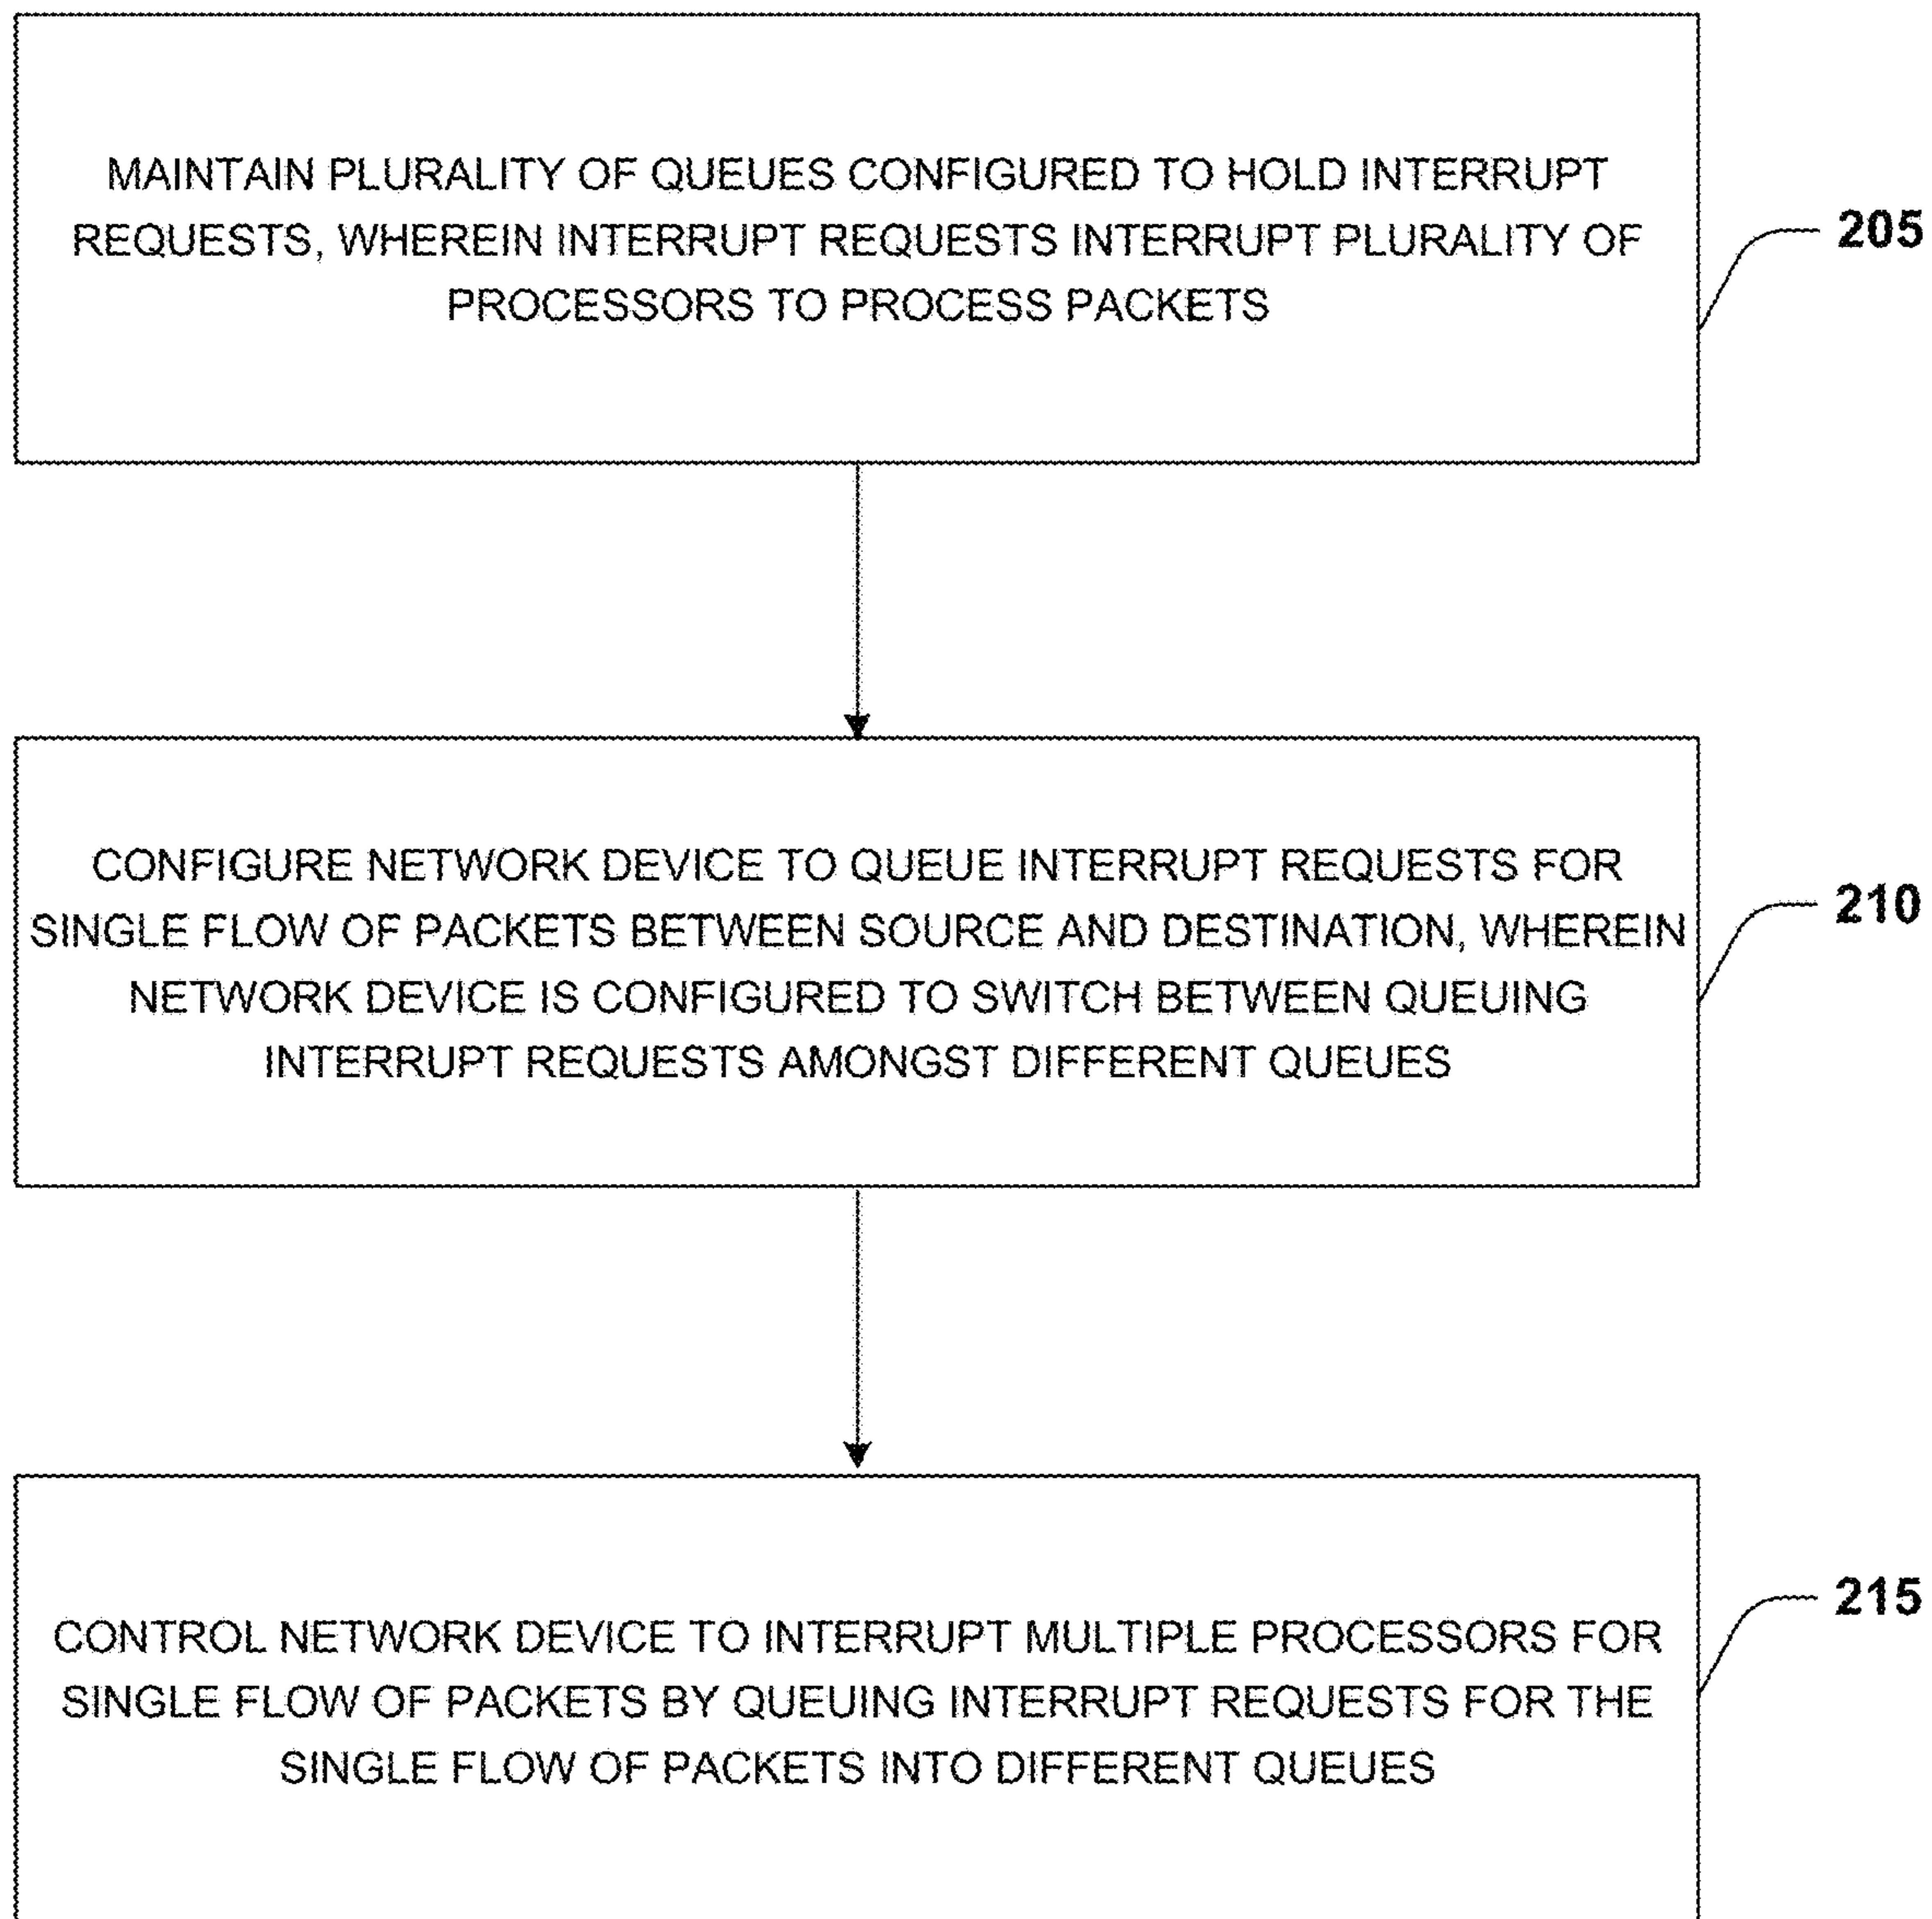 MAINTAIN PLURALITY OF QUEUES CONFIGURED TO HOLD INTERRUPT
REQUESTS, WHEREIN INTERRUPT REQUESTS INTERRUPT PLURALITY OF
PROCESSORS TO PROCESS PACKETS
205
CONFIGURE NETWORK DEVICE TO QUEUE INTERRUPT REQUESTS FOR
SINGLE FLOW OF PACKETS BETWEEN SOURCE AND DESTINATION, WHEREIN
NETWORK DEVICE IS CONFIGURED TO SWITCH BETWEEN QUEUING
INTERRUPT REQUESTS AMONGST DIFFERENT QUEUES
210
CONTROL NETWORK DEVICE TO INTERRUPT MULTIPLE PROCESSORS FOR
SINGLE FLOW OF PACKETS BY QUEUING INTERRUPT REQUESTS FOR THE
SINGLE FLOW OF PACKETS INTO DIFFERENT QUEUES
215